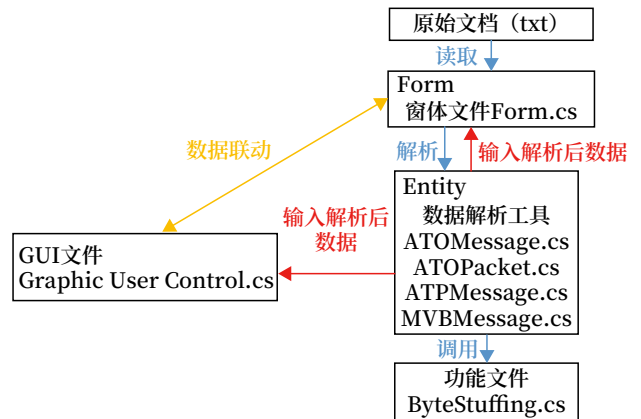 原始文档（txt）
读取
Form
窗体文件Form.cs
数据联动
解析
输入解析后数据
Entity
数据解析工具
ATOMessage.cs
ATOPacket.cs
ATPMessage.cs
MVBMessage.cs
输入解析后
数据
GUI文件
Graphic User Control.cs
调用
功能文件
ByteStuffing.cs